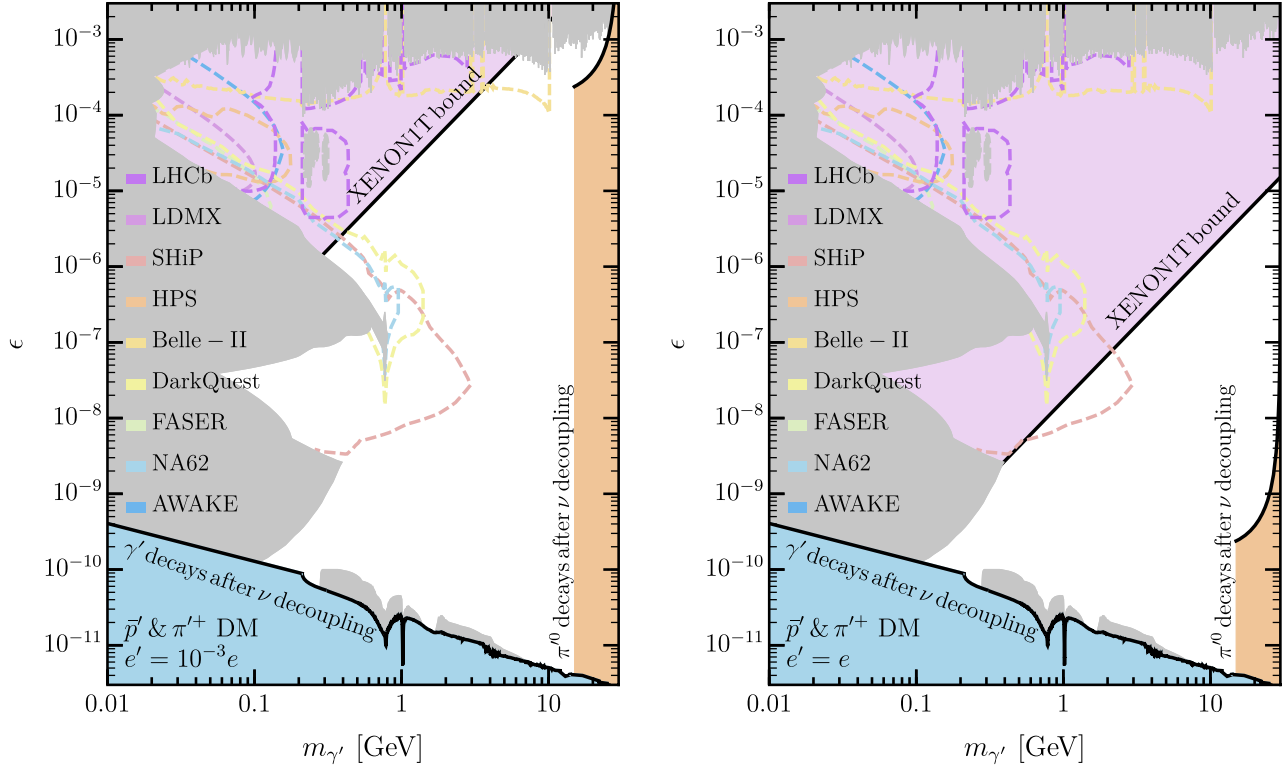 10⁻³
10⁻⁴
10⁻⁵
10⁻⁶
10⁻⁷
10⁻⁸
10⁻⁹
10⁻¹⁰
10⁻¹¹
ϵ
LHCb
LDMX
SHiP
HPS
Belle − II
DarkQuest
FASER
NA62
AWAKE
XENON1T bound
γ′ decays after ν decoupling
π′⁰ decays after ν decoupling
p̄′ & π′⁺ DM
e′ = 10⁻³e
0.01 0.1 1 10
m_γ′ [GeV]
10⁻³
10⁻⁴
10⁻⁵
10⁻⁶
10⁻⁷
10⁻⁸
10⁻⁹
10⁻¹⁰
10⁻¹¹
ϵ
LHCb
LDMX
SHiP
HPS
Belle − II
DarkQuest
FASER
NA62
AWAKE
XENON1T bound
γ′ decays after ν decoupling
π′⁰ decays after ν decoupling
p̄′ & π′⁺ DM
e′ = e
0.01 0.1 1 10
m_γ′ [GeV]